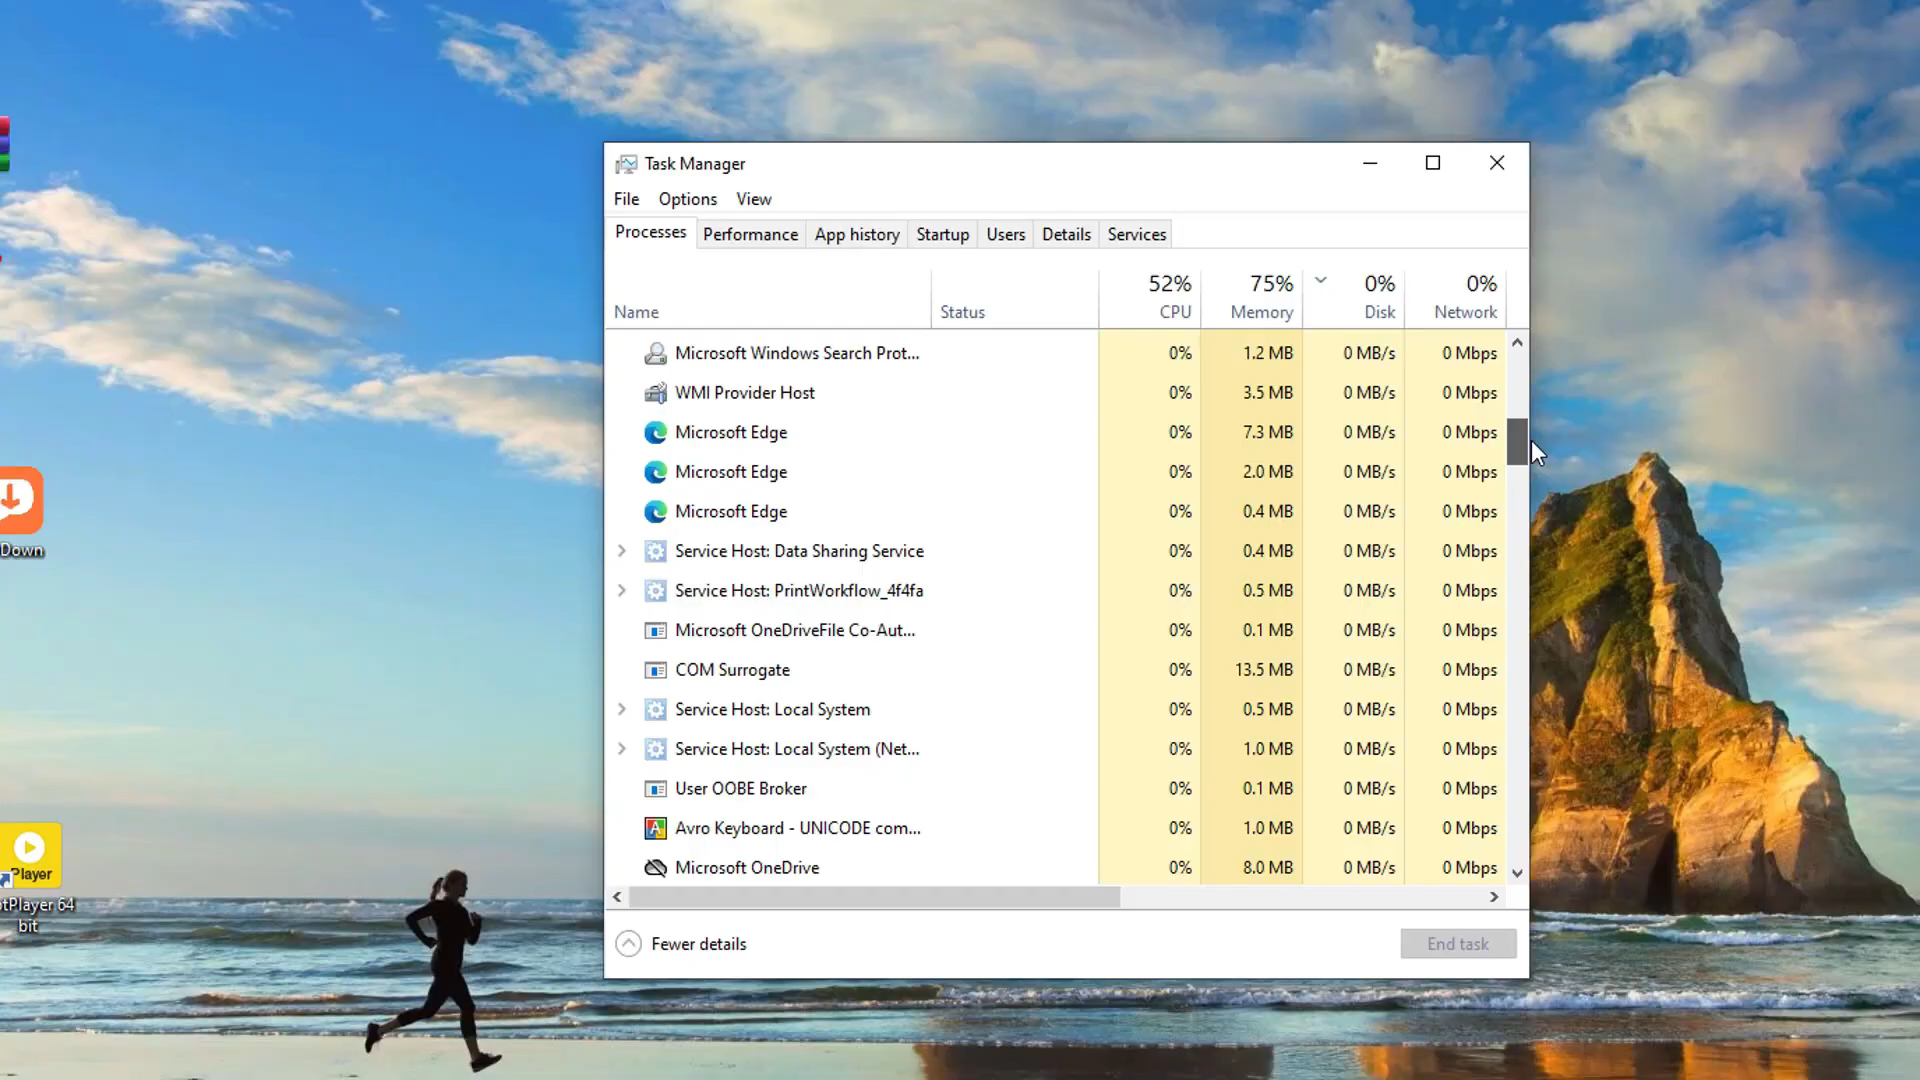 Task Manager
File Options View
Processes Performance App history Startup Users Details Services
52% 75% 0% 0%
Name Status CPU Memory Disk Network
Microsoft Windows Search Prot... 0% 1.2 MB 0 MB/s 0 Mbps
WMI Provider Host 0% 3.5 MB 0 MB/s 0 Mbps
Microsoft Edge 0% 7.3 MB 0 MB/s 0 Mbps
Microsoft Edge 0% 2.0 MB 0 MB/s 0 Mbps
Microsoft Edge 0% 0.4 MB 0 MB/s 0 Mbps
Service Host: Data Sharing Service 0% 0.4 MB 0 MB/s 0 Mbps
Service Host: PrintWorkflow_4f4fa 0% 0.5 MB 0 MB/s 0 Mbps
Microsoft OneDriveFile Co-Aut... 0% 0.1 MB 0 MB/s 0 Mbps
COM Surrogate 0% 13.5 MB 0 MB/s 0 Mbps
Service Host: Local System 0% 0.5 MB 0 MB/s 0 Mbps
Service Host: Local System (Net... 0% 1.0 MB 0 MB/s 0 Mbps
User OOBE Broker 0% 0.1 MB 0 MB/s 0 Mbps
Avro Keyboard - UNICODE com... 0% 1.0 MB 0 MB/s 0 Mbps
Microsoft OneDrive 0% 8.0 MB 0 MB/s 0 Mbps
Fewer details End task
Down
Player
tPlayer 64
bit